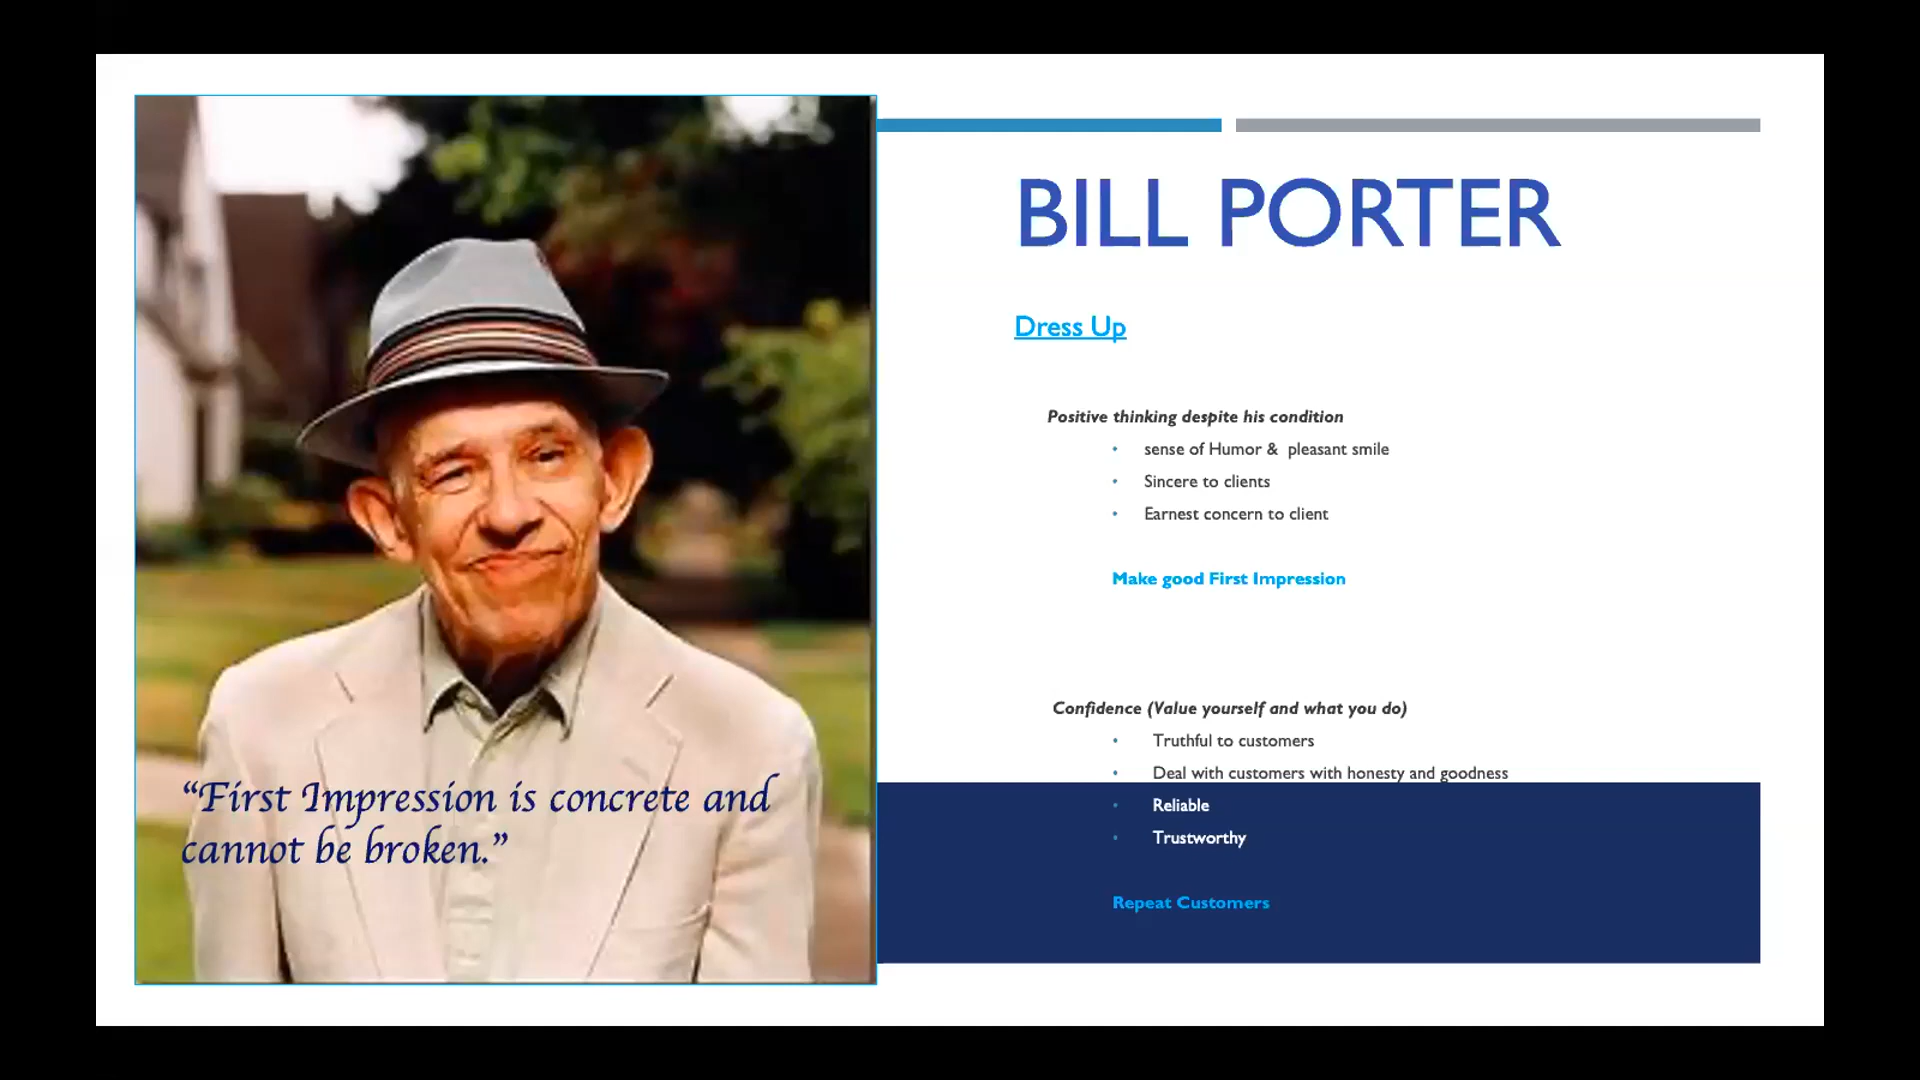 BILL PORTER
Dress Up
Positive thinking despite his condition
• sense of Humor & pleasant smile
• Sincere to clients
• Earnest concern to client
Make good First Impression
Confidence (Value yourself and what you do)
• Truthful to customers
• Deal with customers with honesty and goodness
• Reliable
• Trustworthy
Repeat Customers
“First Impression is concrete and
cannot be broken.”